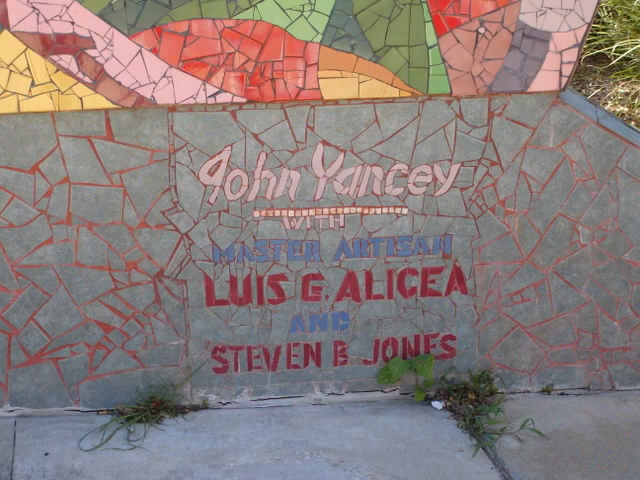 John Yancey
WITH
MASTER ARTISAN
LUIS G. ALICEA
AND
STEVEN B JONES